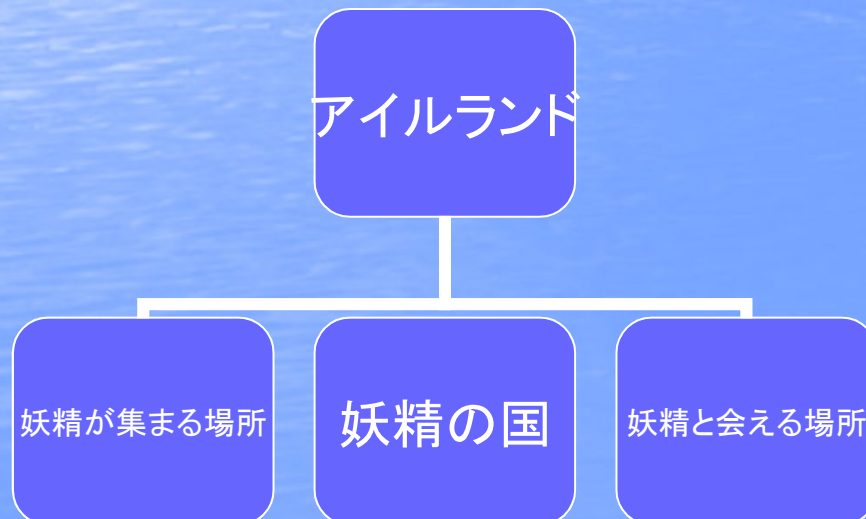 アイルランド
妖精が集まる場所
妖精の国
妖精と会える場所